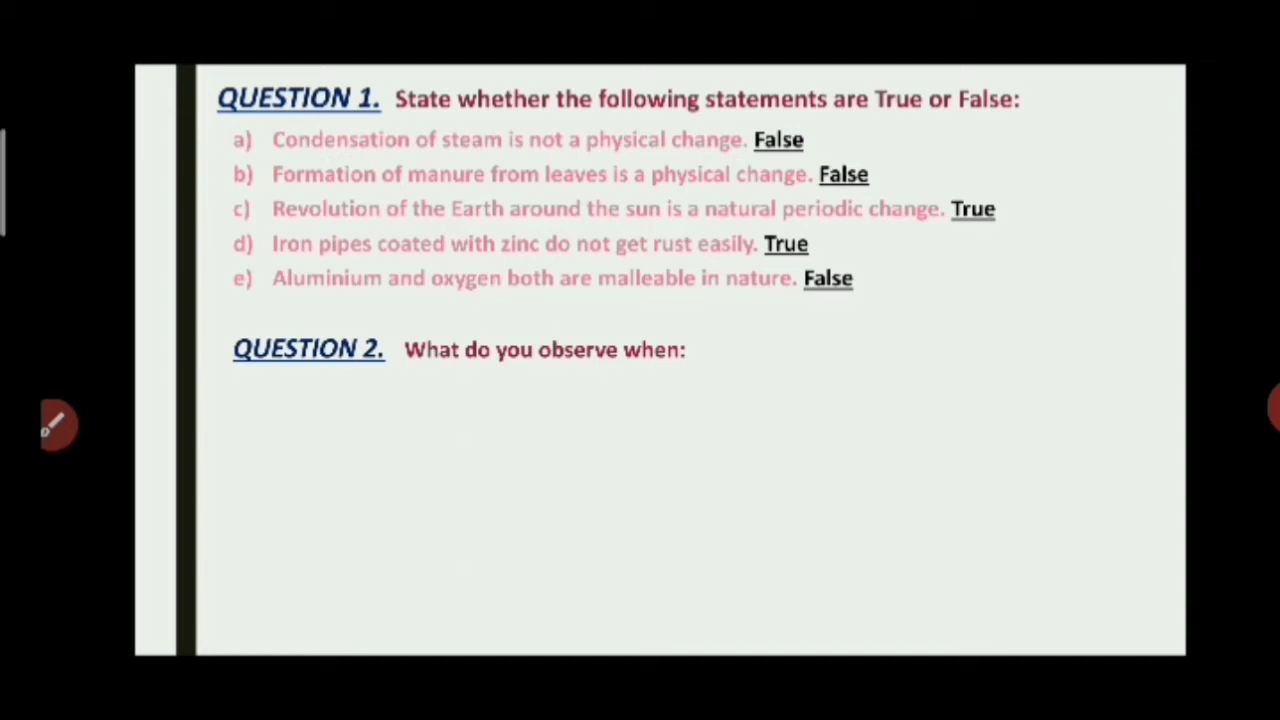 QUESTION 1. State whether the following statements are True or False:
a) Condensation of steam is not a physical change. False
b) Formation of manure from leaves is a physical change. False
c) Revolution of the Earth around the sun is a natural periodic change. True
d) Iron pipes coated with zinc do not get rust easily. True
e) Aluminium and oxygen both are malleable in nature. False
QUESTION 2. What do you observe when: